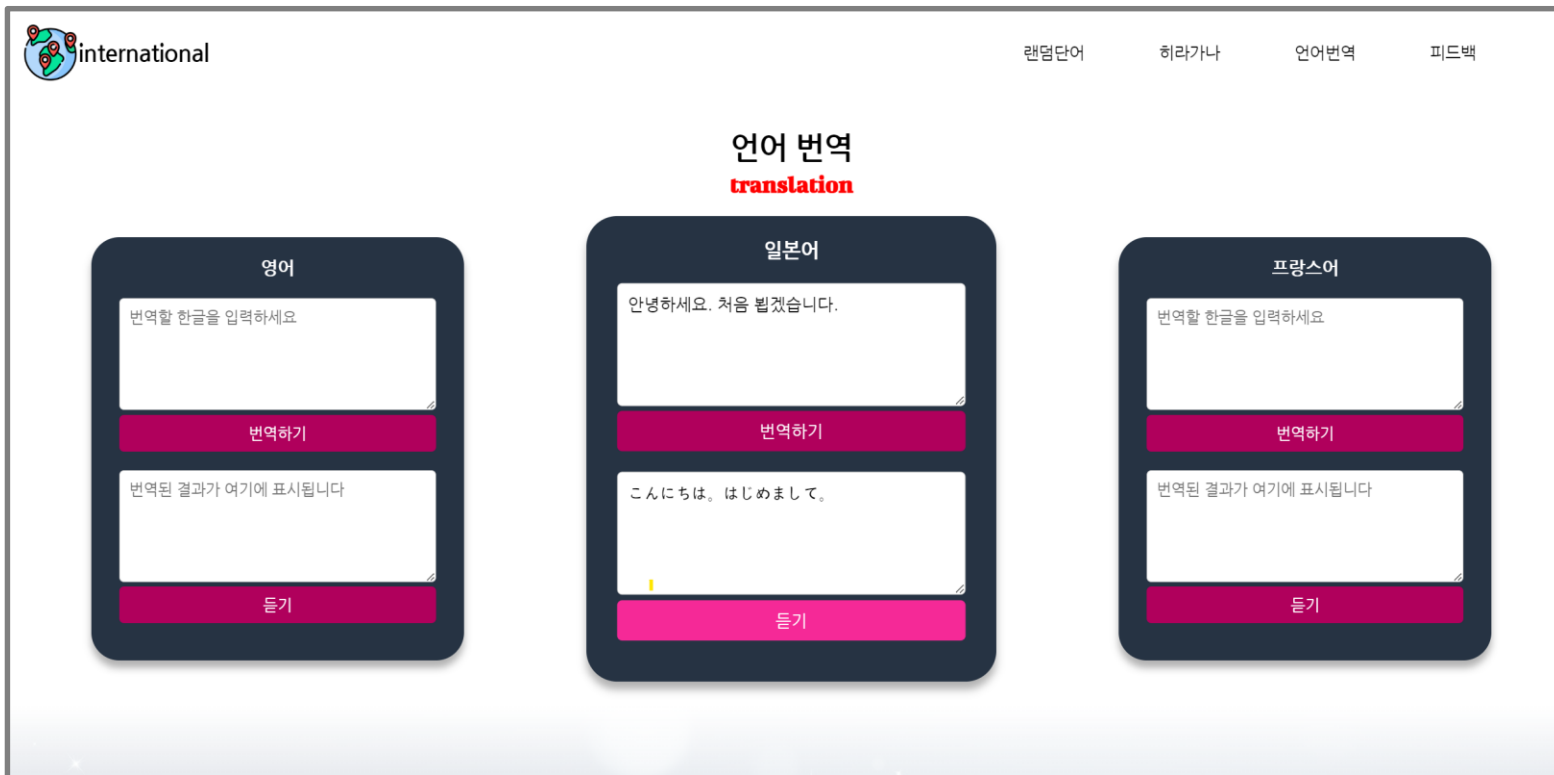 international
랜덤단어 히라가나 언어번역 피드백
언어 번역
translation
영어
번역할 한글을 입력하세요
번역하기
번역된 결과가 여기에 표시됩니다
듣기
일본어
안녕하세요. 처음 뵙겠습니다.
번역하기
こんにちは。はじめまして。
듣기
프랑스어
번역할 한글을 입력하세요
번역하기
번역된 결과가 여기에 표시됩니다
듣기